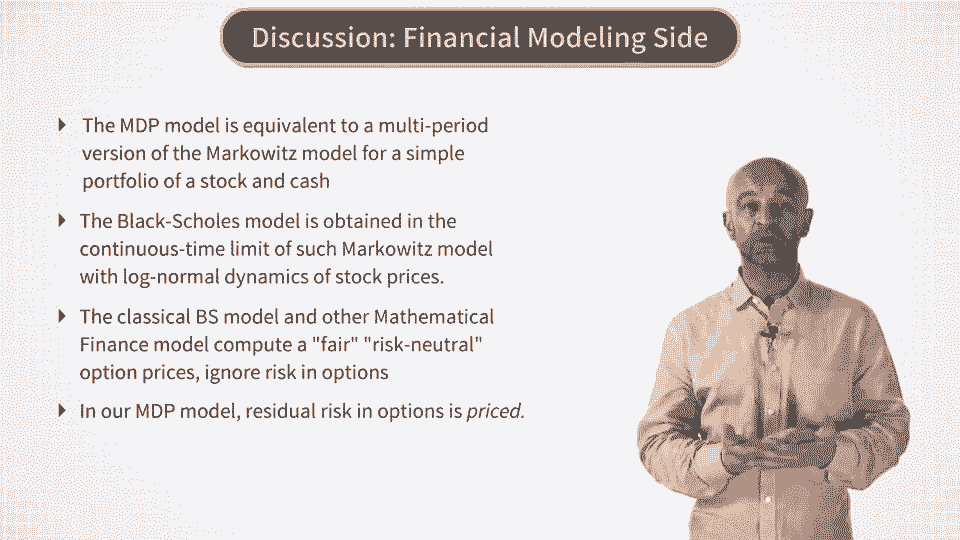 Discussion: Financial Modeling Side
The MDP model is equivalent to a multi-period
version of the Markowitz model for a simple
portfolio of a stock and cash
The Black-Scholes model is obtained in the
continuous-time limit of such Markowitz model
with log-normal dynamics of stock prices.
The classical BS model and other Mathematical
Finance model compute a "fair" "risk-neutral"
option prices, ignore risk in options
In our MDP model, residual risk in options is priced.